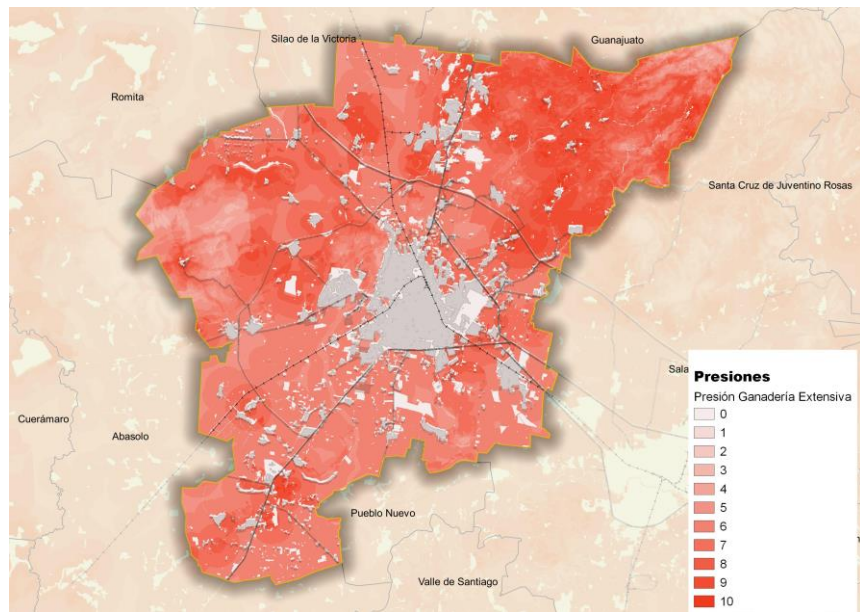 Silao de la Victoria
Guanajuato
Romita
Santa Cruz de Juventino Rosas
Sala
Presiones
Presión Ganadería Extensiva
0
1
2
3
4
5
6
7
8
9
10
Cuerámaro
Abasolo
Pueblo Nuevo
Valle de Santiago